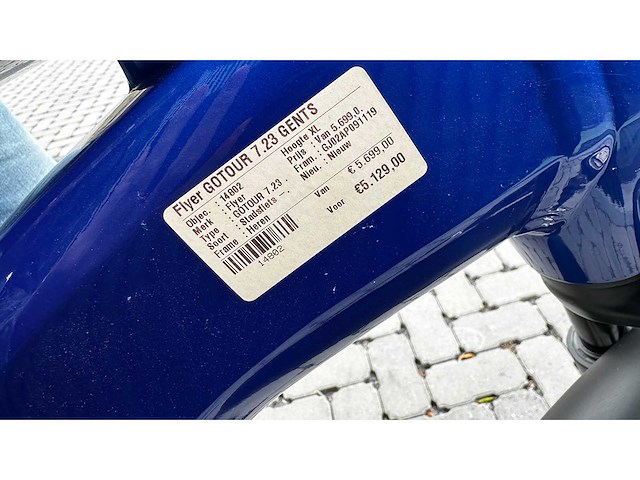 Flyer GOTOUR 7.23 GENTS
Objec. : 14802 Hoogte XL
Merk : Flyer Prijs : Van 5.699,0.
Type : GOTOUR 7.23 Fram. : GJ02AP091119
Soort : Stadsfiets –. Nieu. : Nieuw
Frame : Heren Van € 5.699,00
14802 Voor €5.129,00